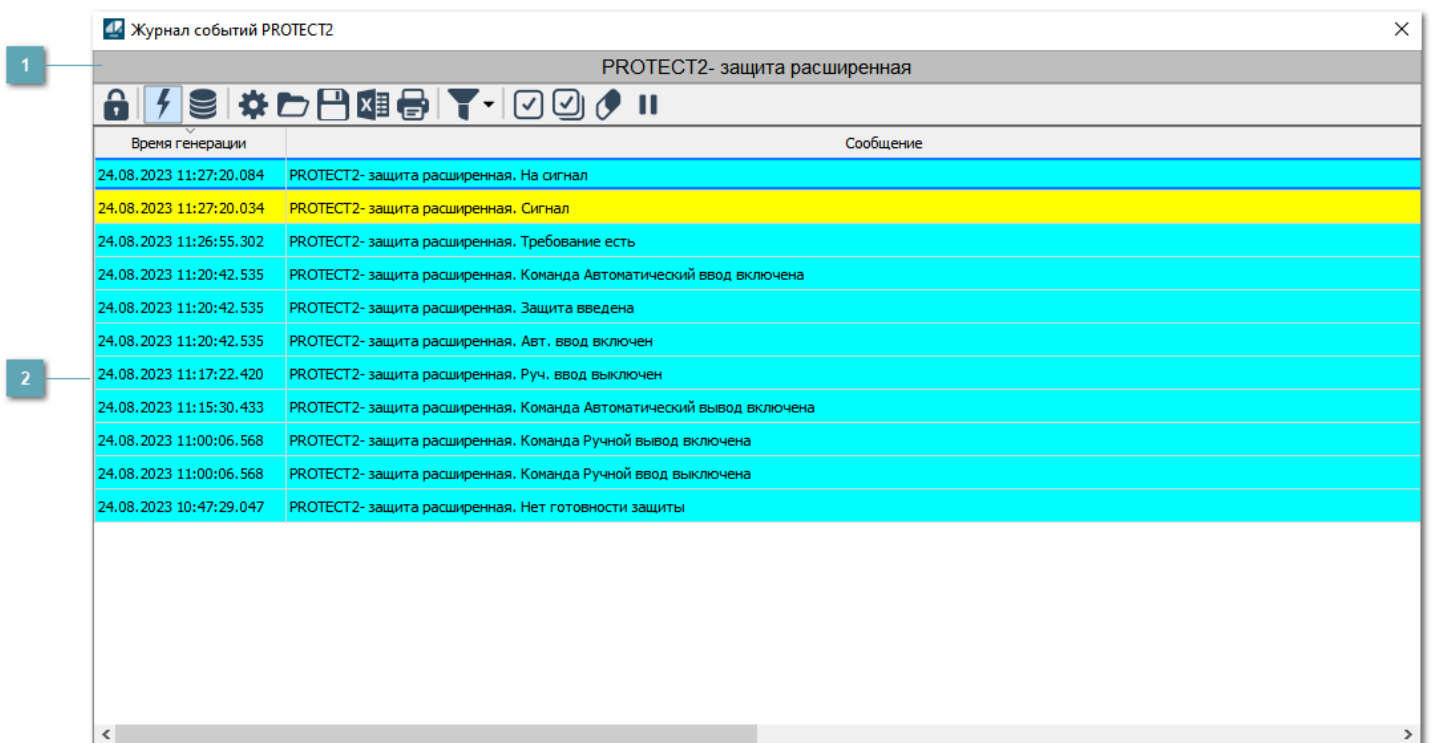 Журнал событий PROTECT2
1
PROTECT2- защита расширенная
Время генерации Сообщение
24.08.2023 11:27:20.084 PROTECT2- защита расширенная. На сигнал
24.08.2023 11:27:20.034 PROTECT2- защита расширенная. Сигнал
24.08.2023 11:26:55.302 PROTECT2- защита расширенная. Требование есть
24.08.2023 11:20:42.535 PROTECT2- защита расширенная. Команда Автоматический ввод включена
24.08.2023 11:20:42.535 PROTECT2- защита расширенная. Защита введена
24.08.2023 11:20:42.535 PROTECT2- защита расширенная. Авт. ввод включен
2
24.08.2023 11:17:22.420 PROTECT2- защита расширенная. Руч. ввод выключен
24.08.2023 11:15:30.433 PROTECT2- защита расширенная. Команда Автоматический вывод включена
24.08.2023 11:00:06.568 PROTECT2- защита расширенная. Команда Ручной вывод включена
24.08.2023 11:00:06.568 PROTECT2- защита расширенная. Команда Ручной ввод выключена
24.08.2023 10:47:29.047 PROTECT2- защита расширенная. Нет готовности защиты